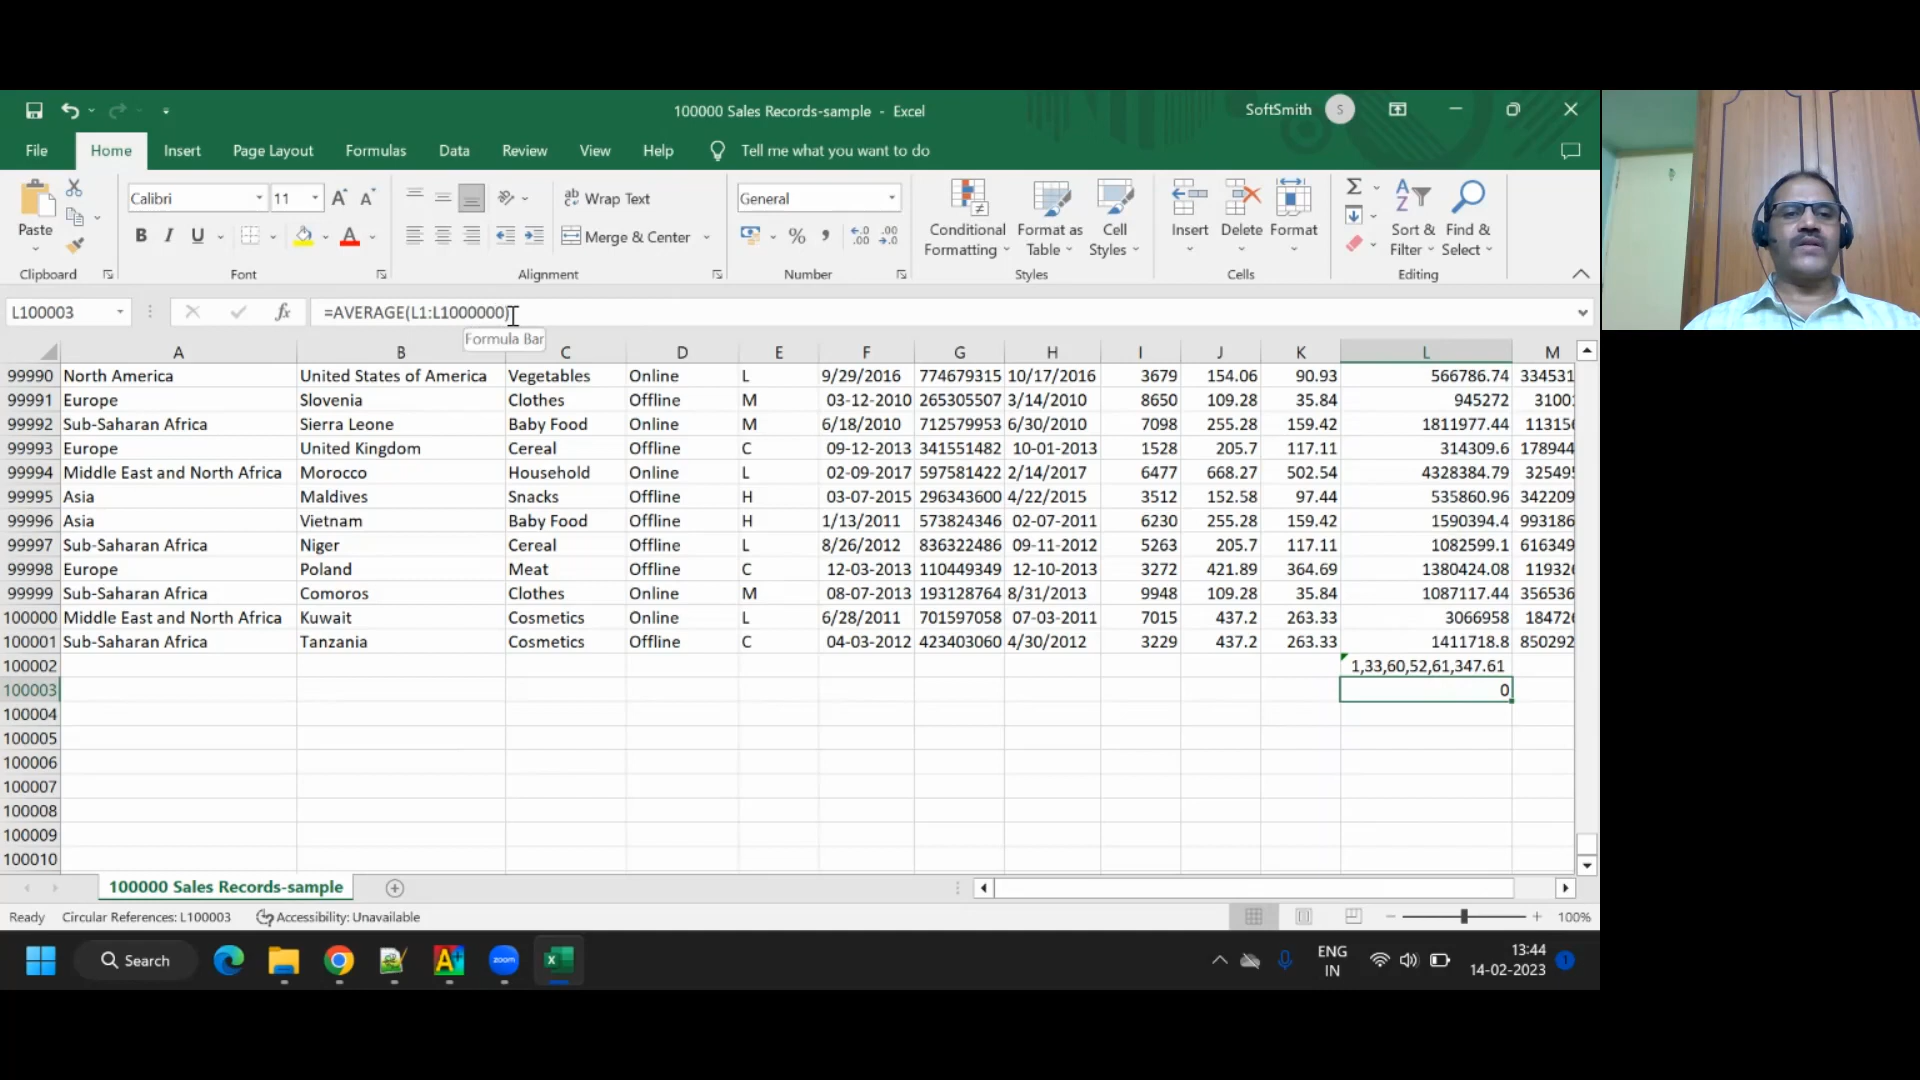 100000 Sales Records-sample - Excel
SoftSmith S
File Home Insert Page Layout Formulas Data Review View Help Tell me what you want to do
Calibri 11 Wrap Text General
Paste Conditional Format as Cell Insert Delete Format Sort & Find &
B I U Merge & Center % Formatting Table Styles Filter Select
Clipboard Font Alignment Number Styles Cells Editing
L100003 fx =AVERAGE(L1:L1000000)
Formula Bar
A B C D E F G H I J K L M
99990 North America United States of America Vegetables Online L 9/29/2016 774679315 10/17/2016 3679 154.06 90.93 566786.74 334531
99991 Europe Slovenia Clothes Offline M 03-12-2010 265305507 3/14/2010 8650 109.28 35.84 945272 3100
99992 Sub-Saharan Africa Sierra Leone Baby Food Online M 6/18/2010 712579953 6/30/2010 7098 255.28 159.42 1811977.44 11315
99993 Europe United Kingdom Cereal Offline C 09-12-2013 341551482 10-01-2013 1528 205.7 117.11 314309.6 178944
99994 Middle East and North Africa Morocco Household Online L 02-09-2017 597581422 2/14/2017 6477 668.27 502.54 4328384.79 32549
99995 Asia Maldives Snacks Offline H 03-07-2015 296343600 4/22/2015 3512 152.58 97.44 535860.96 342209
99996 Asia Vietnam Baby Food Offline H 1/13/2011 573824346 02-07-2011 6230 255.28 159.42 1590394.4 993186
99997 Sub-Saharan Africa Niger Cereal Offline L 8/26/2012 836322486 09-11-2012 5263 205.7 117.11 1082599.1 616349
99998 Europe Poland Meat Offline C 12-03-2013 110449349 12-10-2013 3272 421.89 364.69 1380424.08 11932
99999 Sub-Saharan Africa Comoros Clothes Online M 08-07-2013 193128764 8/31/2013 9948 109.28 35.84 1087117.44 356536
100000 Middle East and North Africa Kuwait Cosmetics Online L 6/28/2011 701597058 07-03-2011 7015 437.2 263.33 3066958 18472
100001 Sub-Saharan Africa Tanzania Cosmetics Offline C 04-03-2012 423403060 4/30/2012 3229 437.2 263.33 1411718.8 850292
100002 1,33,60,52,61,347.61
100003 0
100004
100005
100006
100007
100008
100009
100010
100000 Sales Records-sample
Ready Circular References: L100003 Accessibility: Unavailable 100%
Search zoom ENG IN 13:44 14-02-2023 1